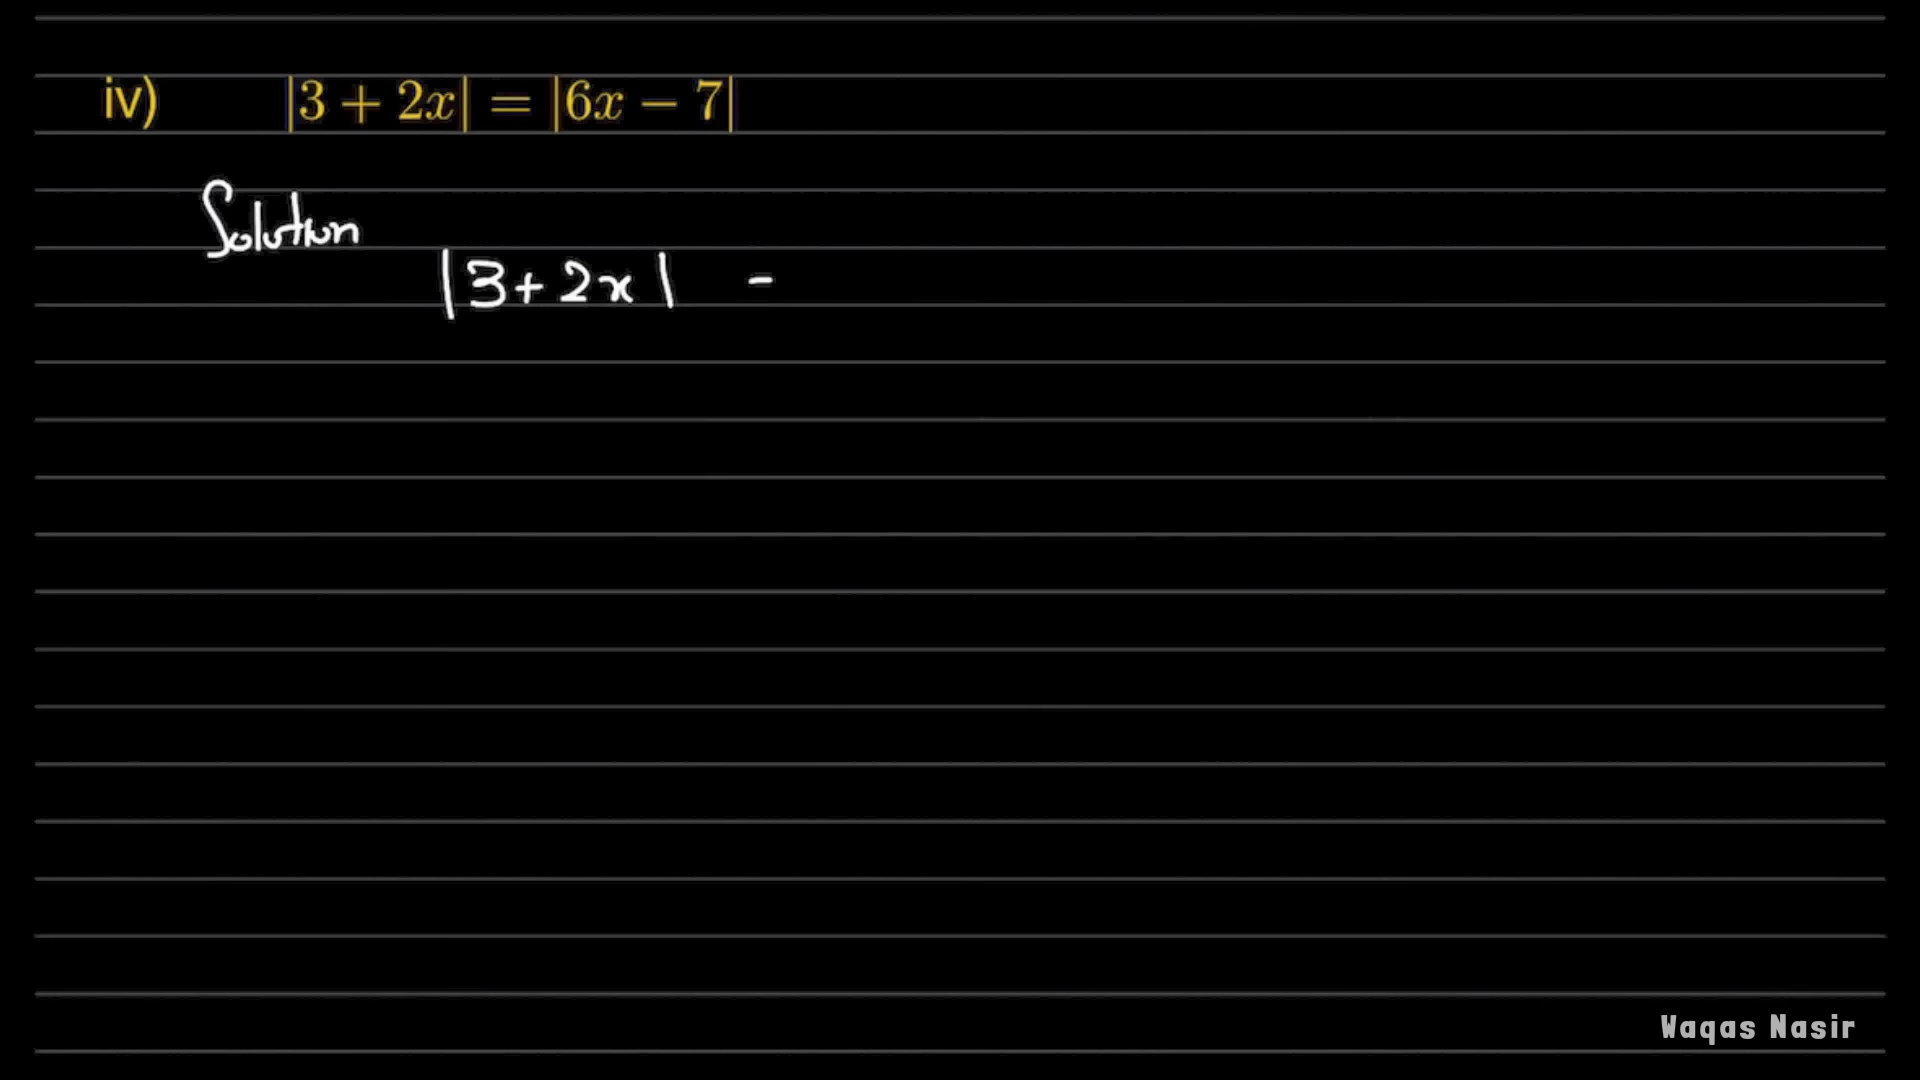 iv) |3 + 2x| = |6x − 7|
Solution
|3+2x| -
Waqas Nasir